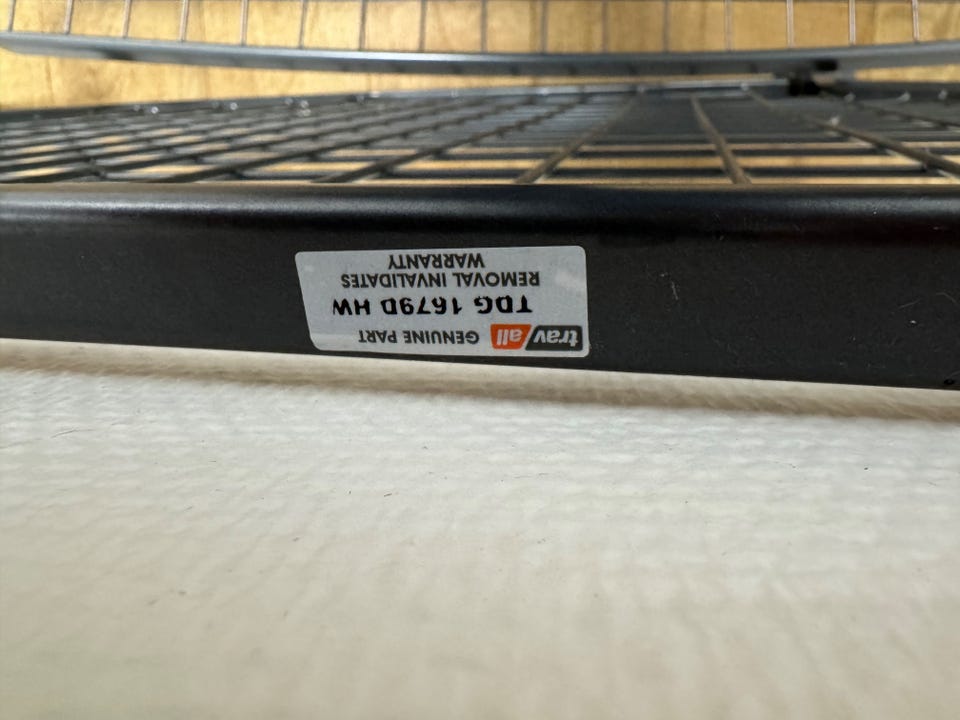 travall GENUINE PART
TDG 1679D HW
REMOVAL INVALIDATES
WARRANTY